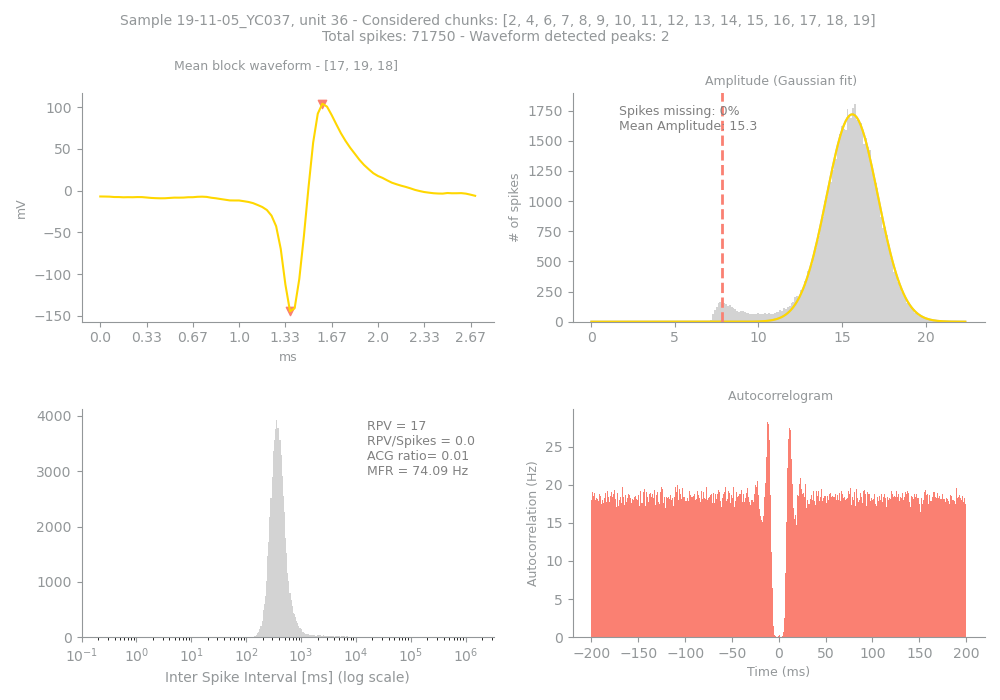 Sample 19-11-05_YC037, unit 36 - Considered chunks: [2, 4, 6, 7, 8, 9, 10, 11, 12, 13, 14, 15, 16, 17, 18, 19]
Total spikes: 71750 - Waveform detected peaks: 2
Mean block waveform - [17, 19, 18]
100
50
0
−50
−100
−150
mV
0.0 0.33 0.67 1.0 1.33 1.67 2.0 2.33 2.67
ms
Amplitude (Gaussian fit)
Spikes missing: 0%
Mean Amplitude: 15.3
1750
1500
1250
1000
750
500
250
0
# of spikes
0 5 10 15 20
4000
3000
2000
1000
0
RPV = 17
RPV/Spikes = 0.0
ACG ratio= 0.01
MFR = 74.09 Hz
10⁻¹ 10⁰ 10¹ 10² 10³ 10⁴ 10⁵ 10⁶
Inter Spike Interval [ms] (log scale)
Autocorrelogram
25
20
15
10
5
0
Autocorrelation (Hz)
−200 −150 −100 −50 0 50 100 150 200
Time (ms)